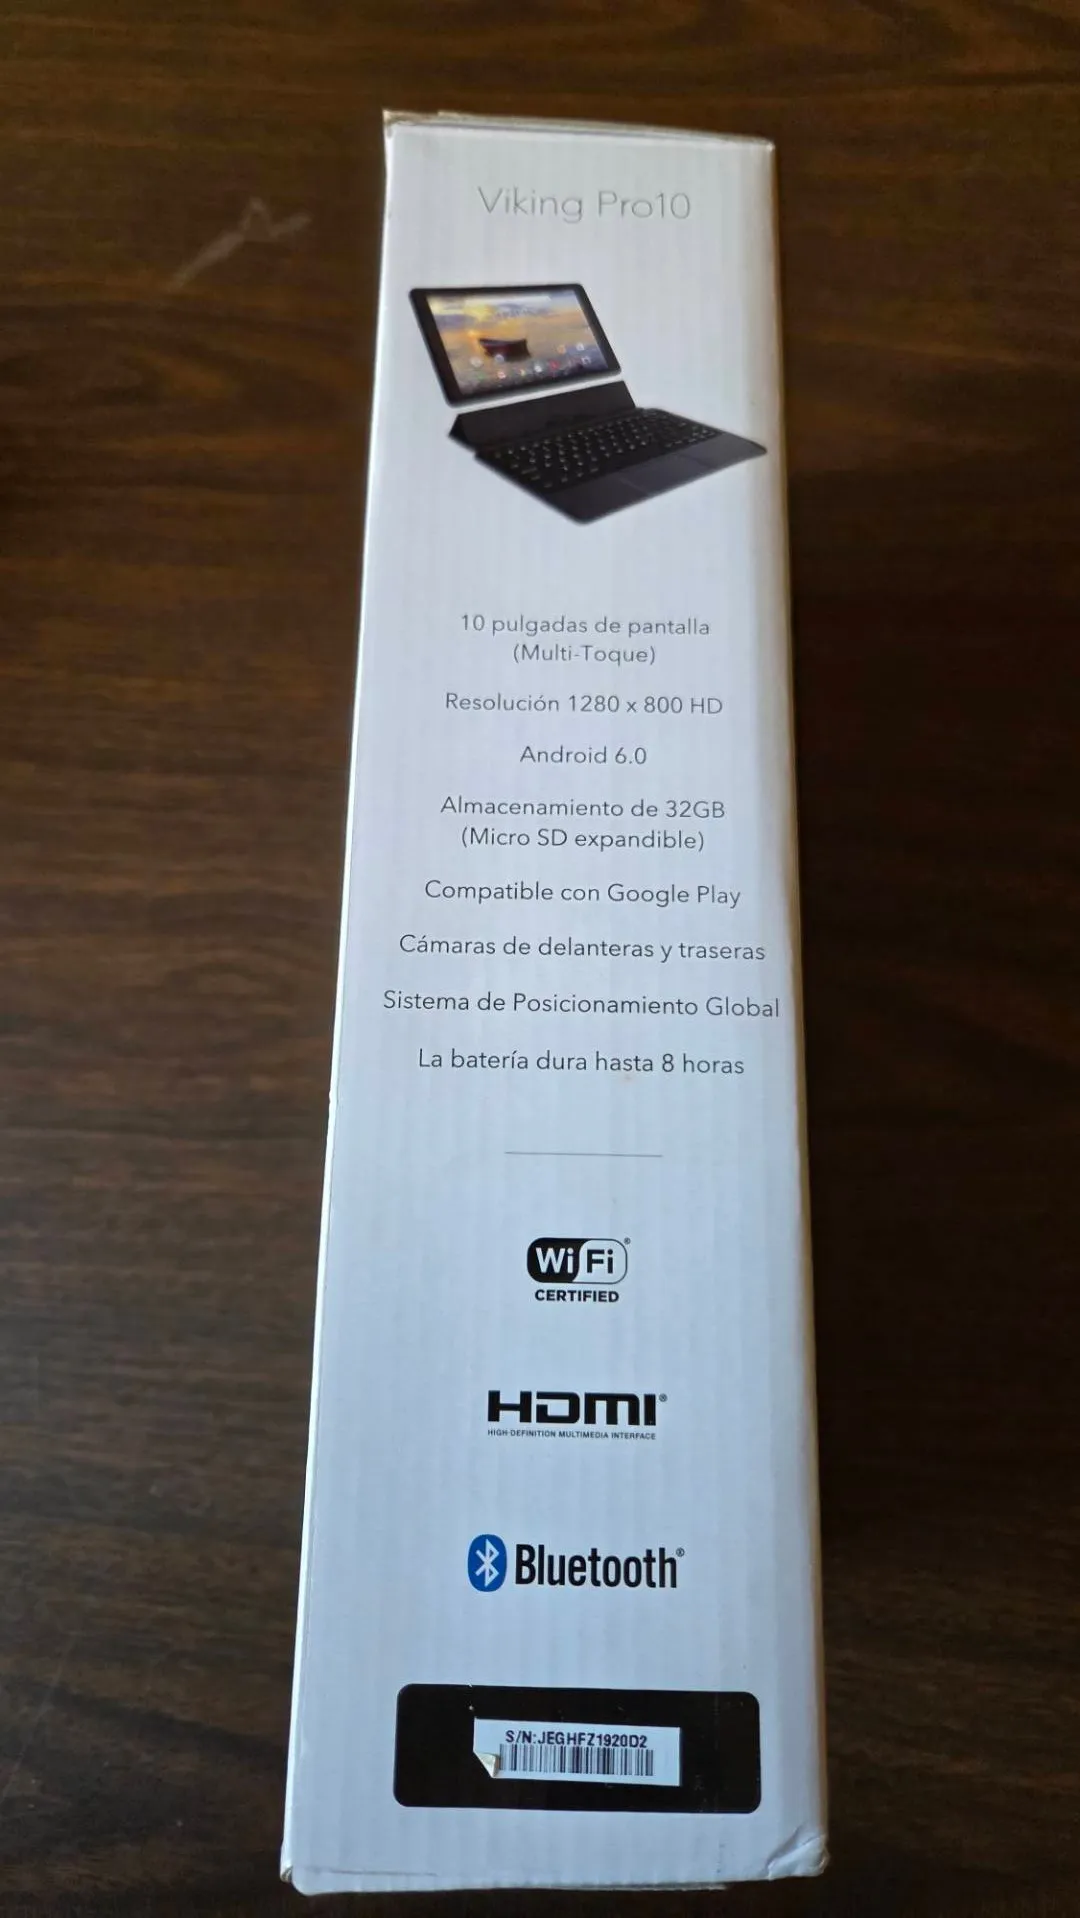 Viking Pro10
10 pulgadas de pantalla
(Multi-Toque)
Resolución 1280 x 800 HD
Android 6.0
Almacenamiento de 32GB
(Micro SD expandible)
Compatible con Google Play
Cámaras de delanteras y traseras
Sistema de Posicionamiento Global
La batería dura hasta 8 horas
Wi Fi®
CERTIFIED
HDMI®
HIGH-DEFINITION MULTIMEDIA INTERFACE
Bluetooth®
S/N:JEGHFZ1920D2